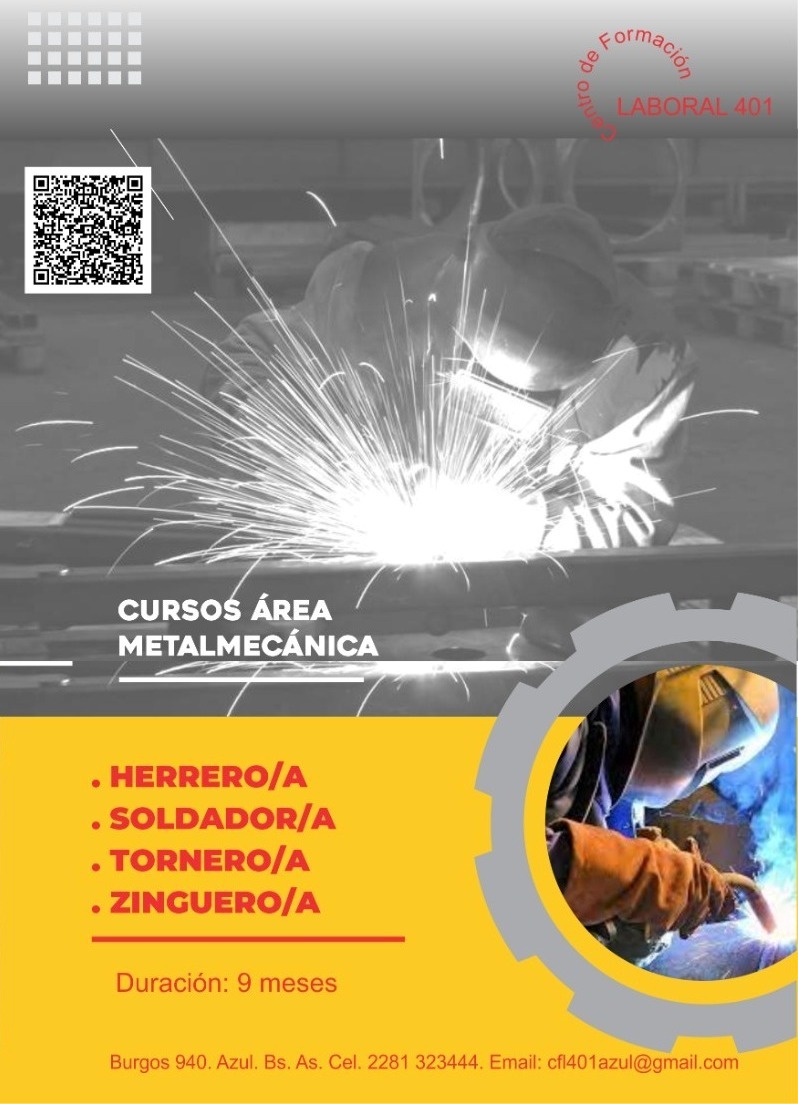 Centro de Formación
LABORAL 401
CURSOS ÁREA
METALMECÁNICA
. HERRERO/A
. SOLDADOR/A
. TORNERO/A
. ZINGUERO/A
Duración: 9 meses
Burgos 940. Azul. Bs. As. Cel. 2281 323444. Email: cfl401azul@gmail.com